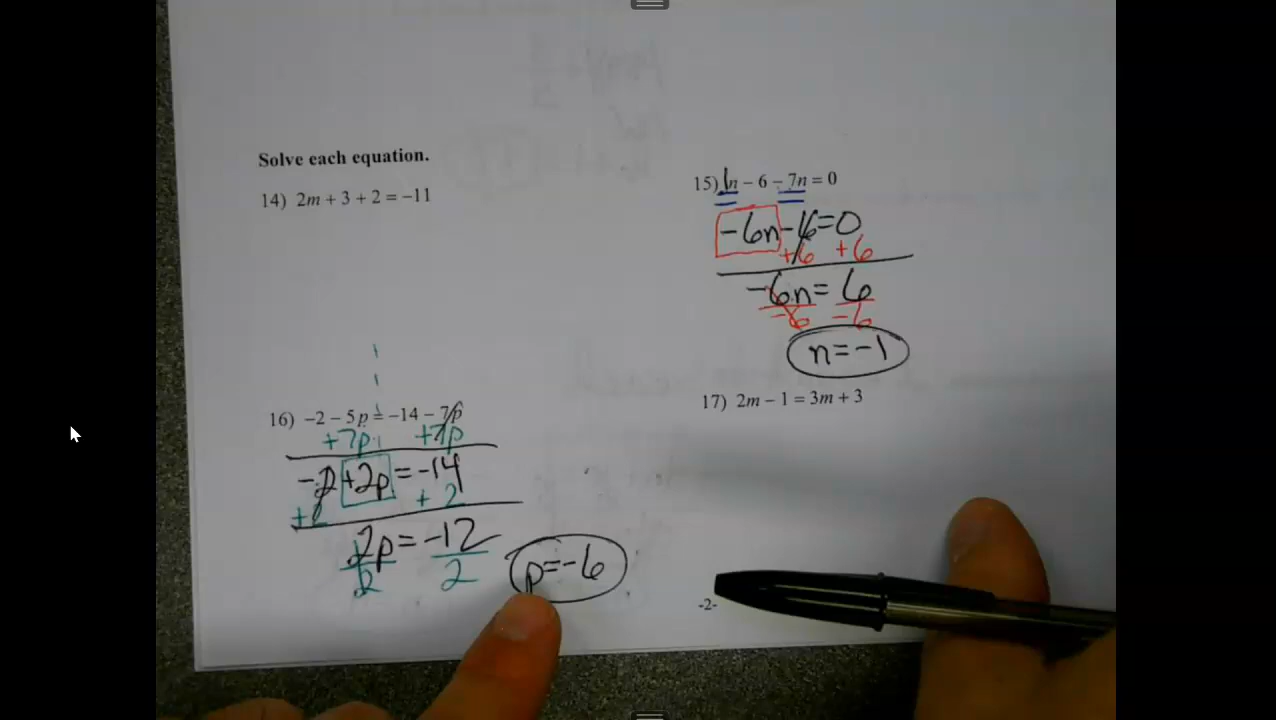 Solve each equation.
14) 2m + 3 + 2 = −11
15) 1n − 6 − 7n = 0
-6n - 6 = 0
+6 +6
-6n = 6
-6 -6
n = -1
16) −2 − 5p = −14 − 7p
+7p +7p
-2 +2p = -14
+2 +2
2p = -12
2 2
p = -6
17) 2m − 1 = 3m + 3
-2-